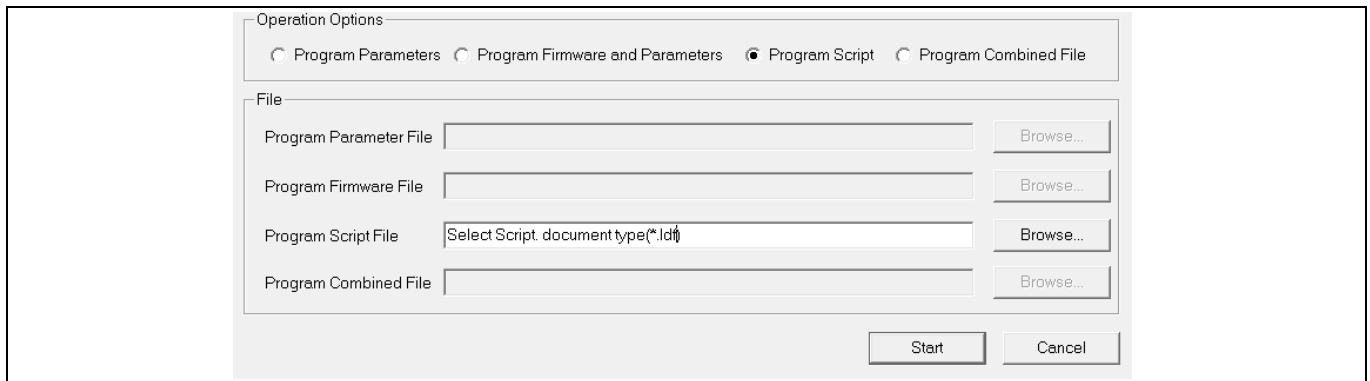 Operation Options
Program Parameters Program Firmware and Parameters Program Script Program Combined File
File
Program Parameter File Browse...
Program Firmware File Browse...
Program Script File Select Script. document type(*.ldf) Browse...
Program Combined File Browse...
Start Cancel